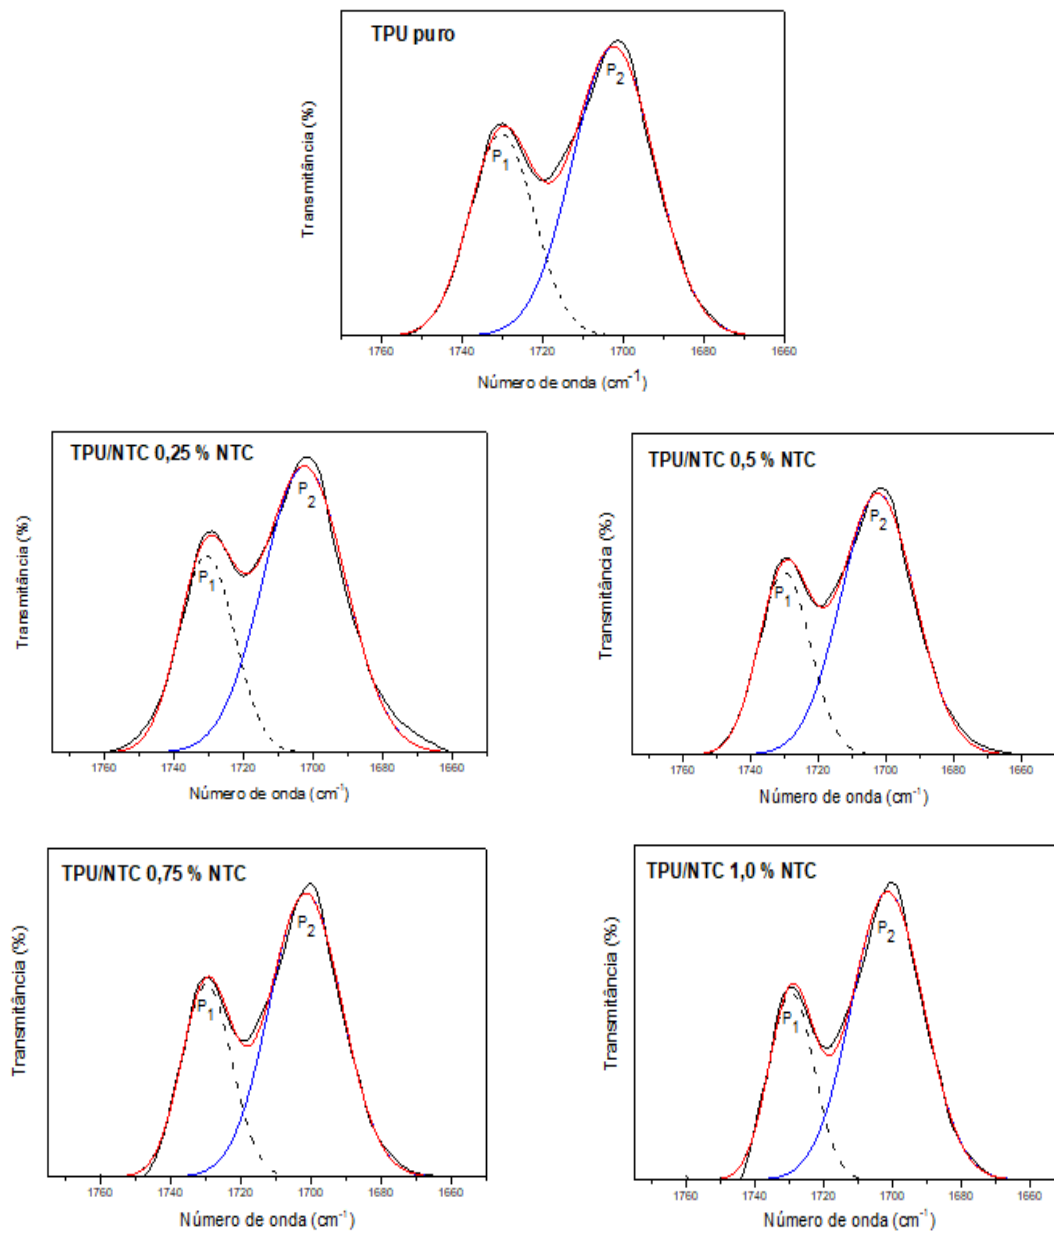 TPU puro
Transmitância (%)
P1
P2
1760 1740 1720 1700 1680 1660
Número de onda (cm-1)
TPU/NTC 0,25 % NTC
Transmitância (%)
P1
P2
1760 1740 1720 1700 1680 1660
Número de onda (cm-1)
TPU/NTC 0,5 % NTC
Transmitância (%)
P1
P2
1760 1740 1720 1700 1680 1660
Número de onda (cm-1)
TPU/NTC 0,75 % NTC
Transmitância (%)
P1
P2
1760 1740 1720 1700 1680 1660
Número de onda (cm-1)
TPU/NTC 1,0 % NTC
Transmitância (%)
P1
P2
1760 1740 1720 1700 1680 1660
Número de onda (cm-1)